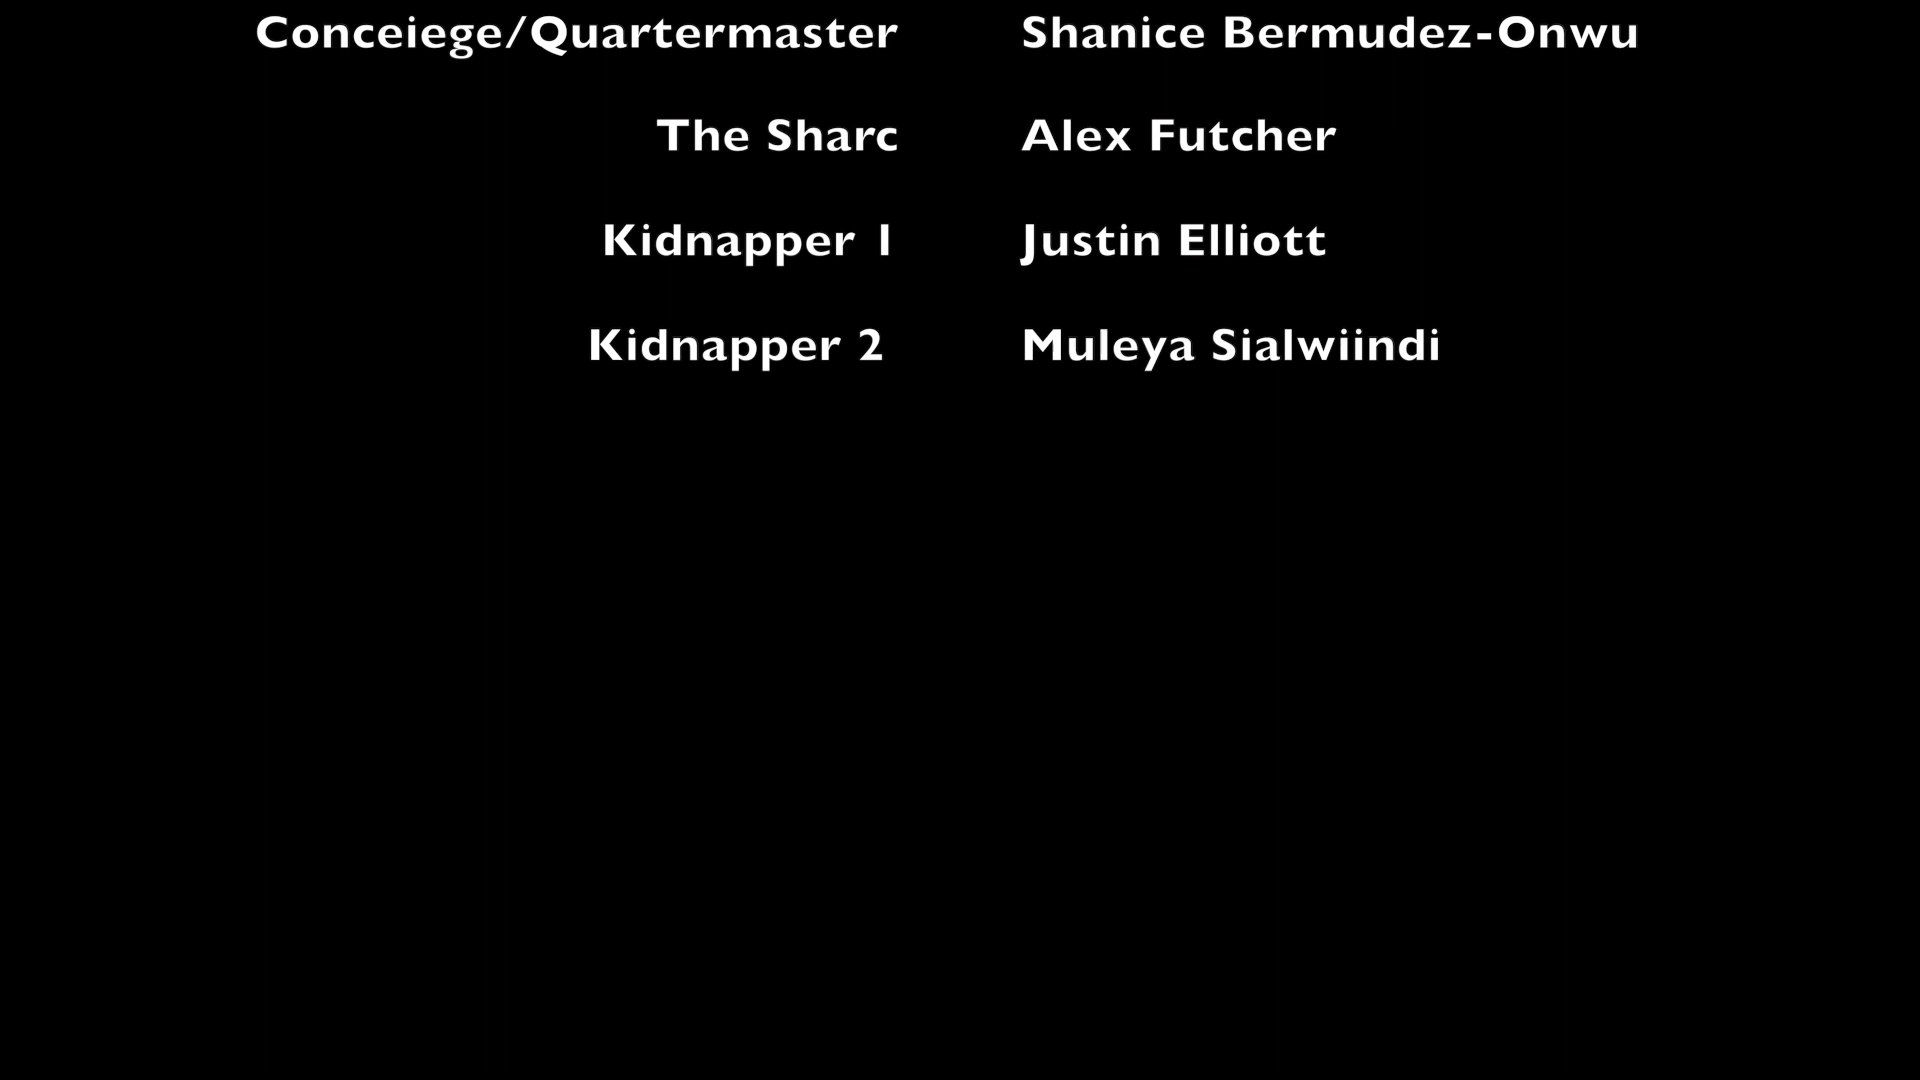 Conceiege/Quartermaster Shanice Bermudez-Onwu
The Sharc Alex Futcher
Kidnapper 1 Justin Elliott
Kidnapper 2 Muleya Sialwiindi